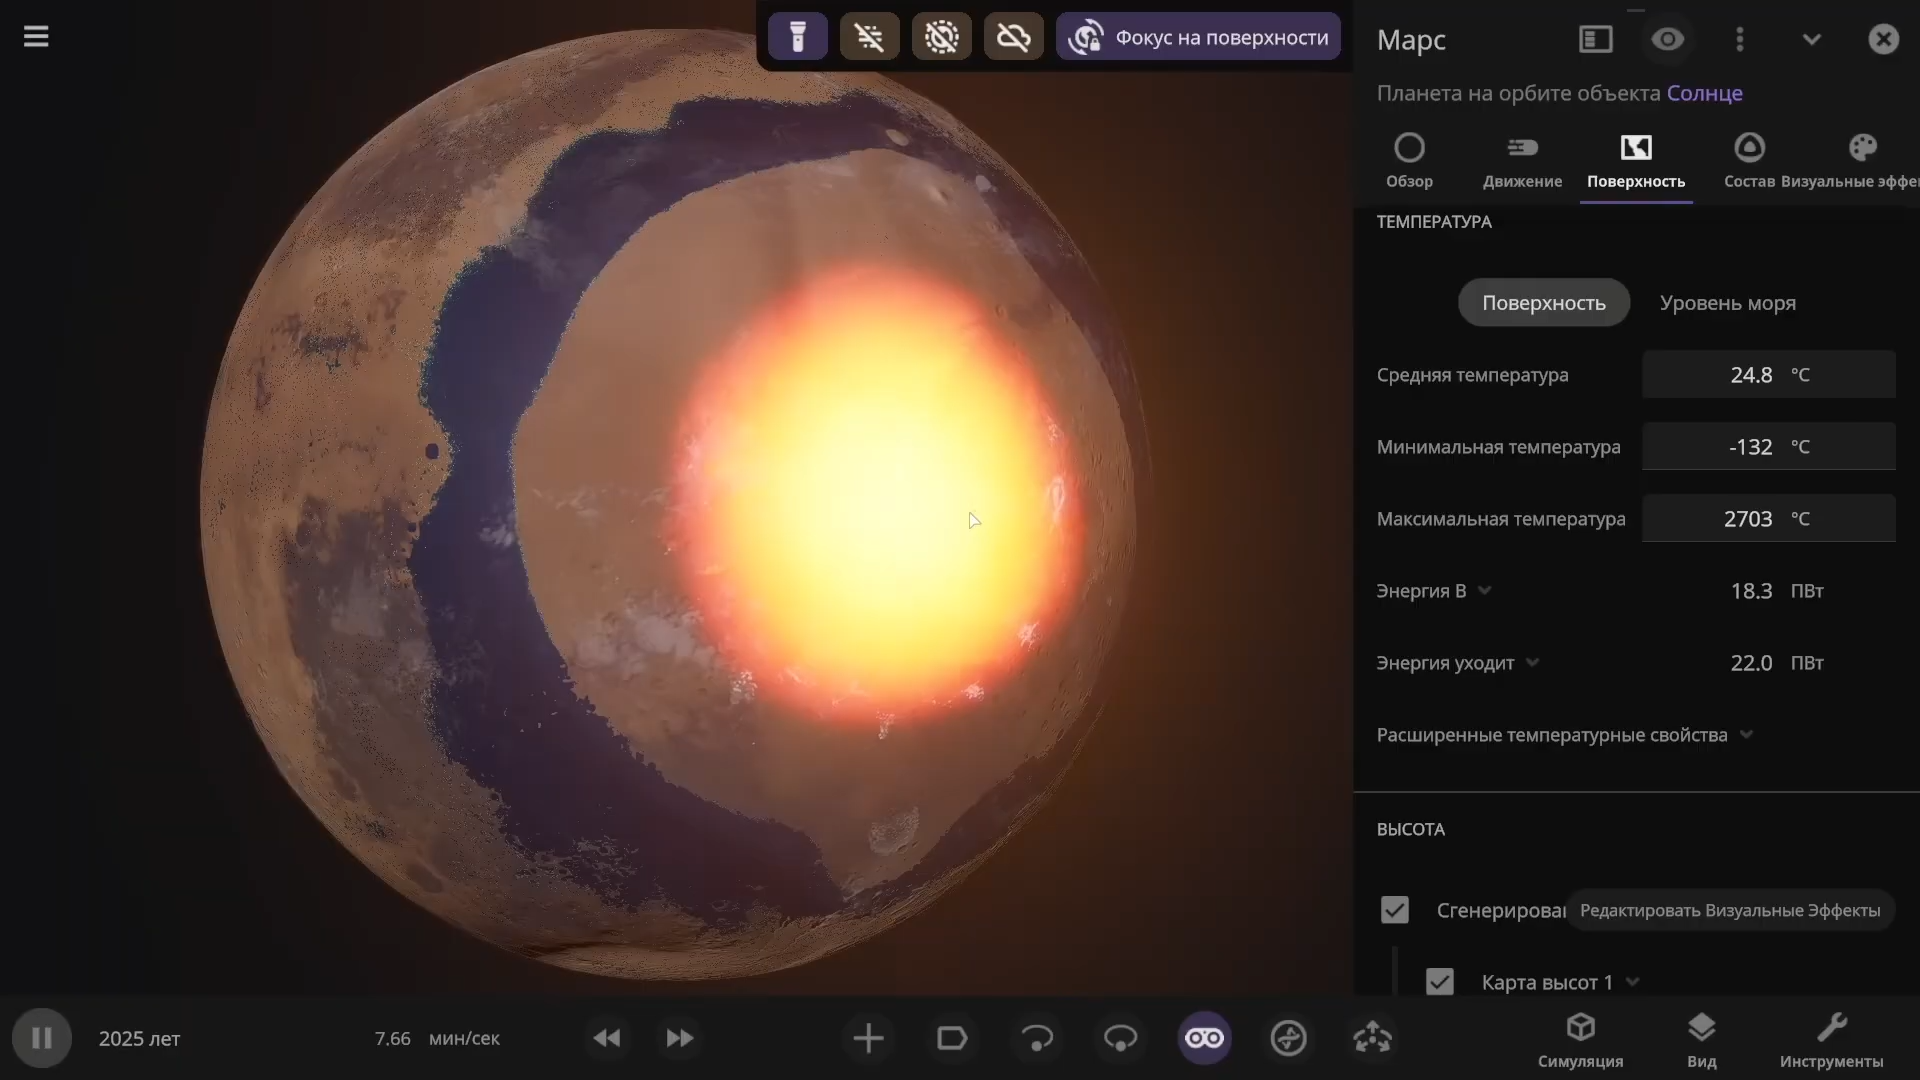 Фокус на поверхности
Марс
Планета на орбите объекта Солнце
Обзор
Движение
Поверхность
Состав
Визуальные эффе
ТЕМПЕРАТУРА
Поверхность
Уровень моря
Средняя температура 24.8 °C
Минимальная температура -132 °C
Максимальная температура 2703 °C
Энергия В 18.3 ПВт
Энергия уходит 22.0 ПВт
Расширенные температурные свойства
ВЫСОТА
Сгенерирова
Редактировать Визуальные Эффекты
Карта высот 1
2025 лет
7.66 мин/сек
Симуляция
Вид
Инструменты